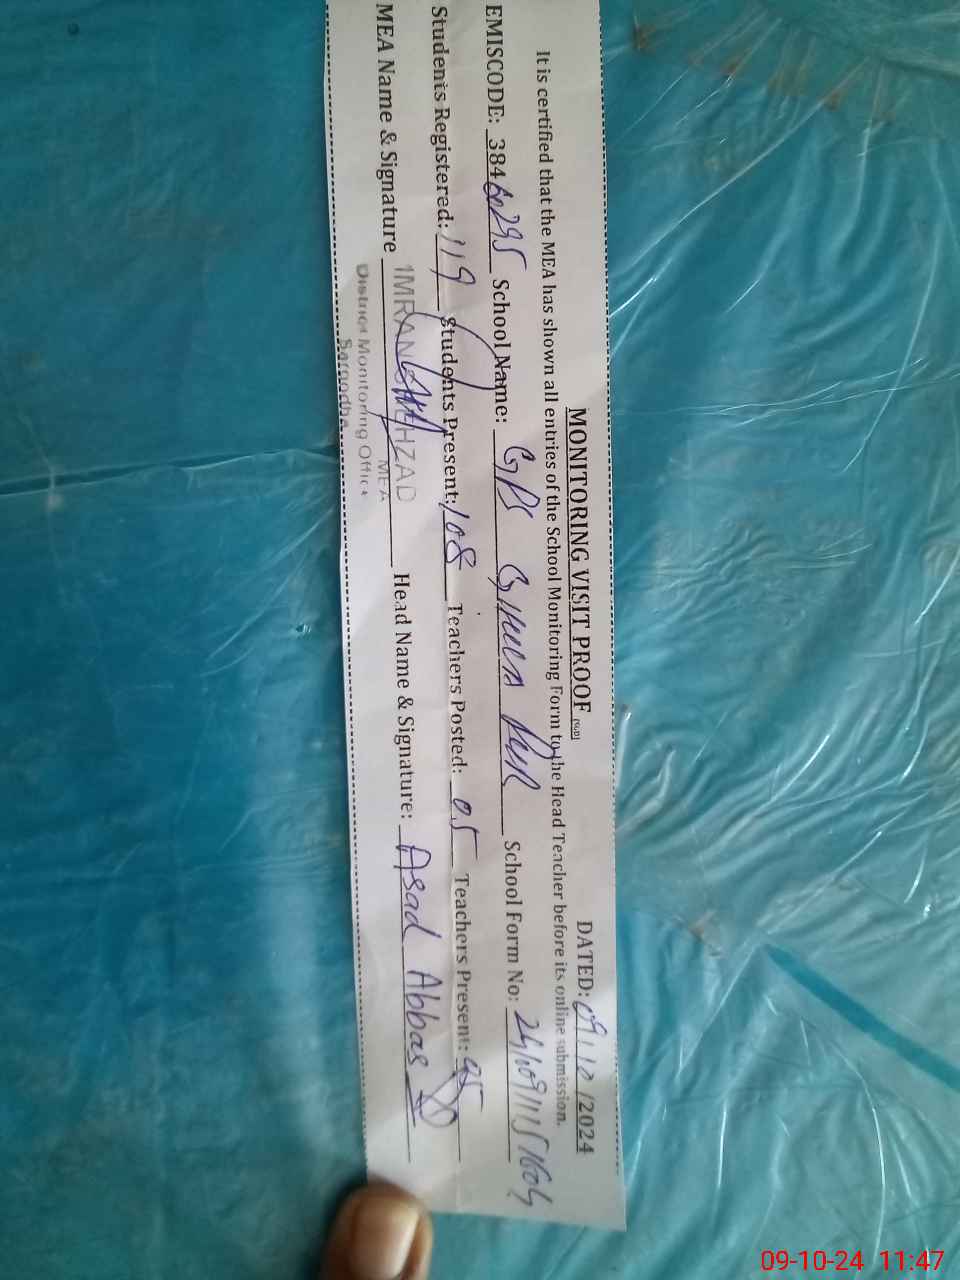 MONITORING VISIT PROOF
DATED: 09/10/2024
It is certified that the MEA has shown all entries of the School Monitoring Form to the Head Teacher before its online submission.
EMISCODE: 38460295 School Name: GPS School Form No:
Students Registered: 119 Students Present: 108 Teachers Posted: 05 Teachers Present: 05
MEA Name & Signature IMRAN SHEHZAD Head Name & Signature: Asad Abbas
MEA
District Monitoring Office
Sargodha
09-10-24 11:47